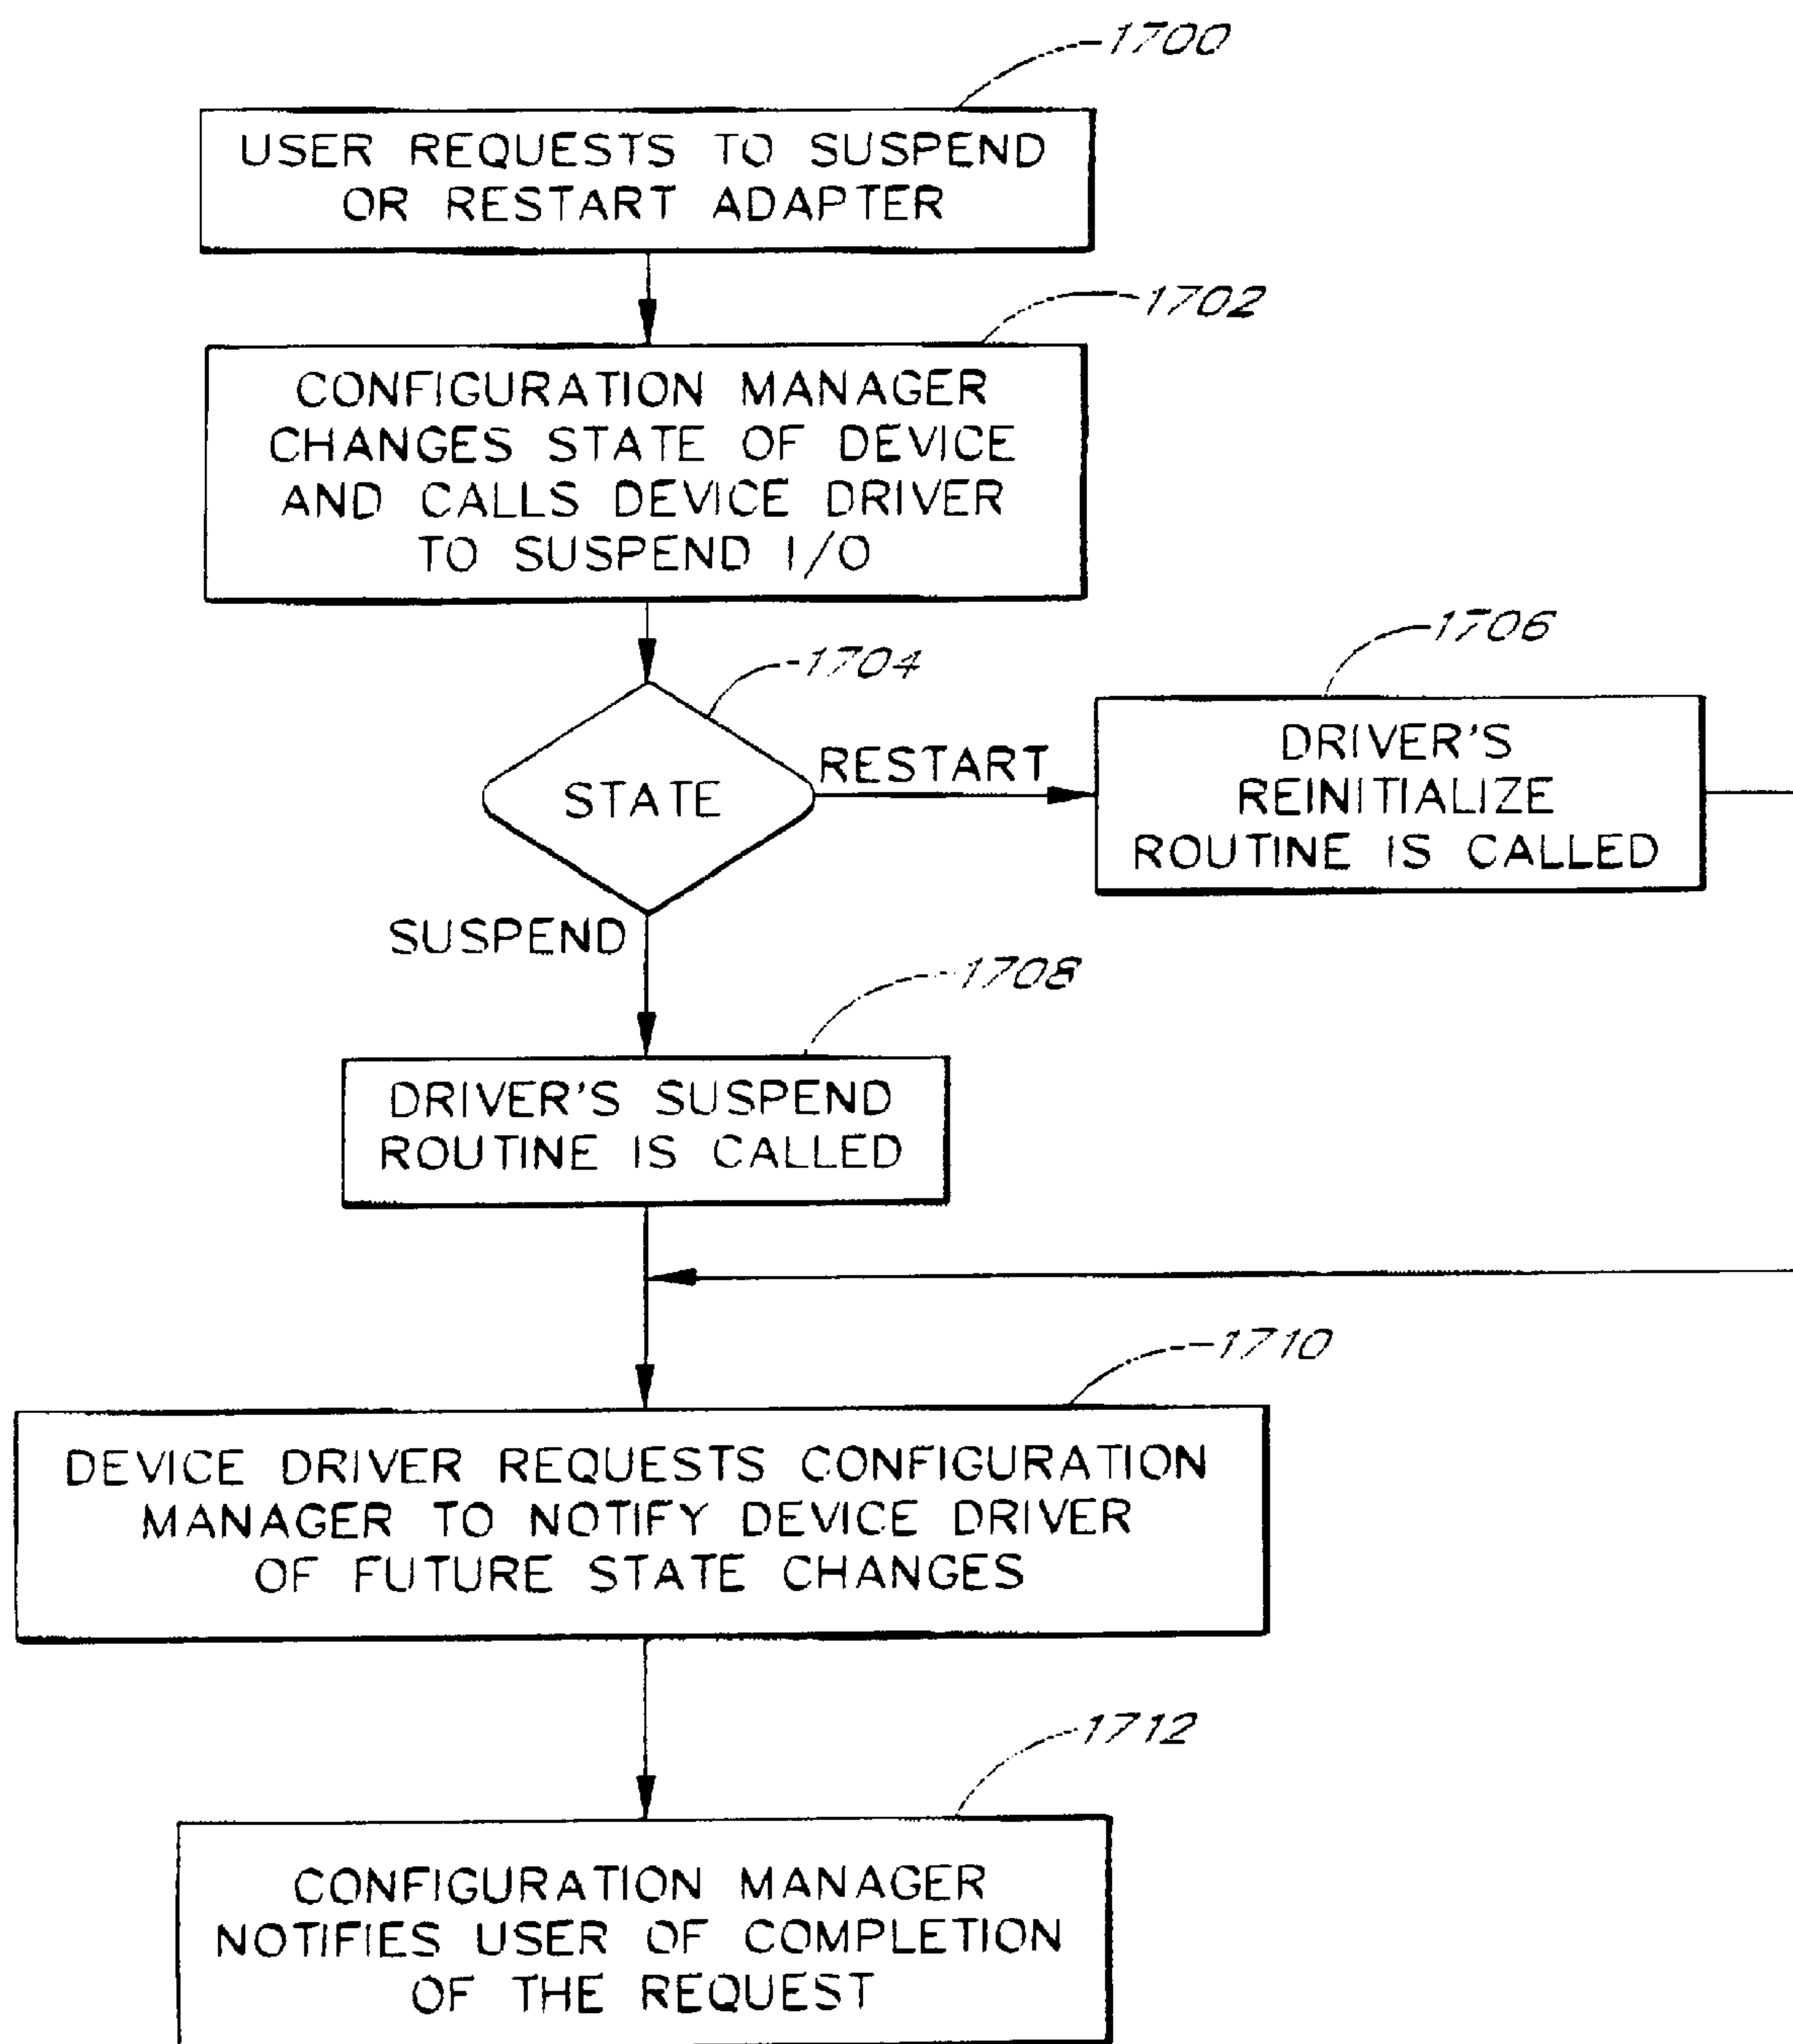 1700
USER REQUESTS TO SUSPEND
OR RESTART ADAPTER
1702
CONFIGURATION MANAGER
CHANGES STATE OF DEVICE
AND CALLS DEVICE DRIVER
TO SUSPEND I/O
1704
STATE
RESTART
1706
DRIVER'S
REINITIALIZE
ROUTINE IS CALLED
SUSPEND
1708
DRIVER'S SUSPEND
ROUTINE IS CALLED
1710
DEVICE DRIVER REQUESTS CONFIGURATION
MANAGER TO NOTIFY DEVICE DRIVER
OF FUTURE STATE CHANGES
1712
CONFIGURATION MANAGER
NOTIFIES USER OF COMPLETION
OF THE REQUEST